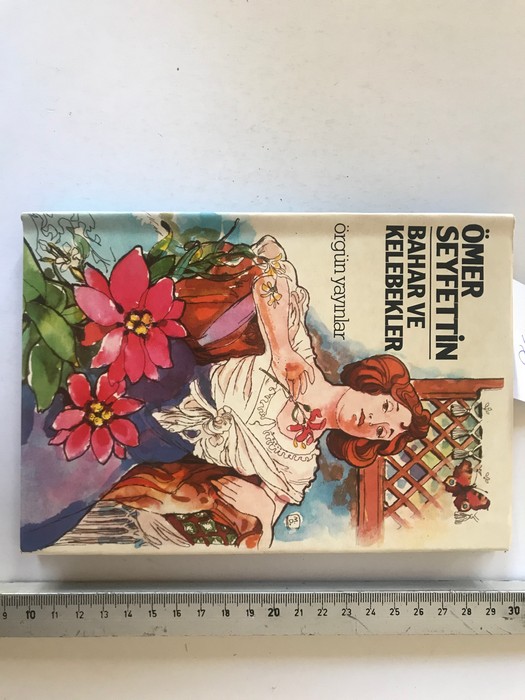 ÖMER
SEYFETTİN
BAHAR VE
KELEBEKLER
örgün yayınlar
9 10 11 12 13 14 15 16 17 18 19 20 21 22 23 24 25 26 27 28 29 30